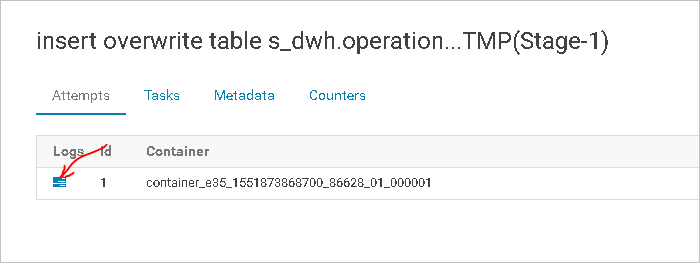 insert overwrite table s_dwh.operation...TMP(Stage-1)
Attempts Tasks Metadata Counters
Logs Id Container
1 container_e35_1551873868700_86628_01_000001